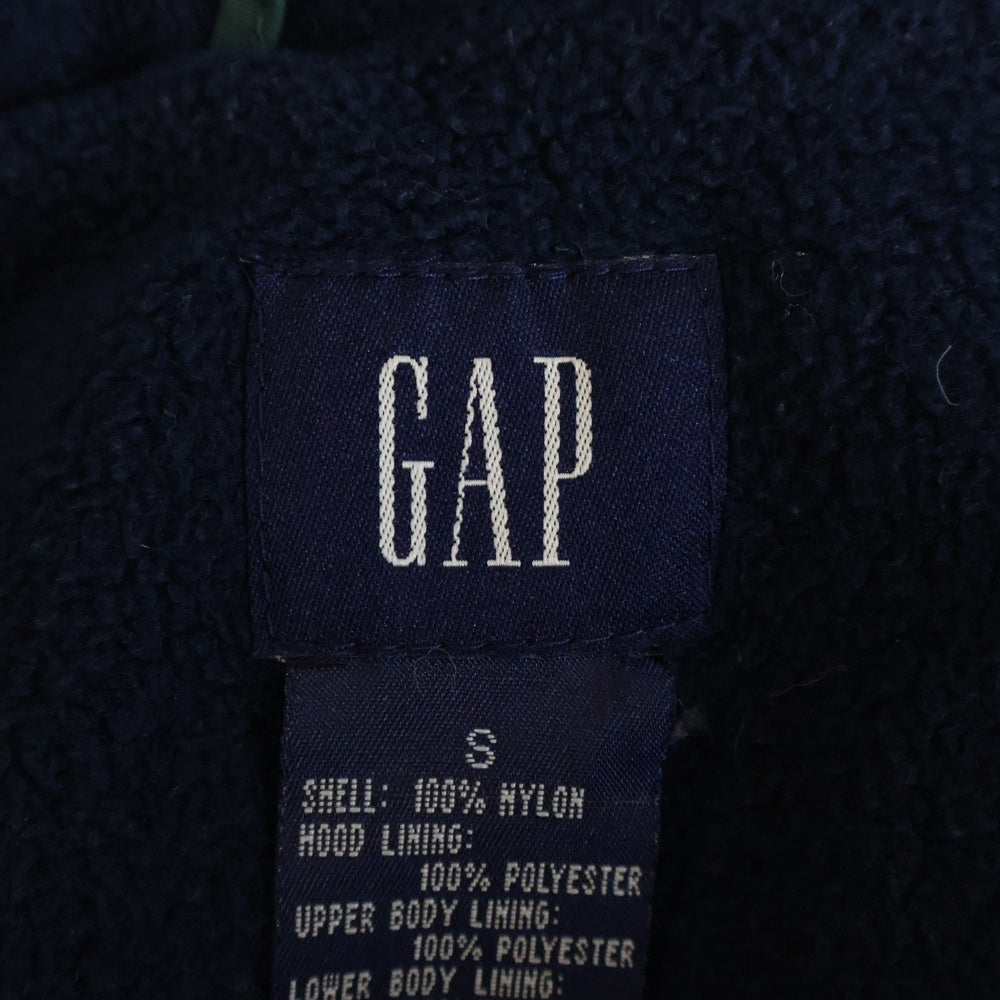 GAP
S
SHELL: 100% NYLON
HOOD LINING:
100% POLYESTER
UPPER BODY LINING:
100% POLYESTER
LOWER BODY LINING: